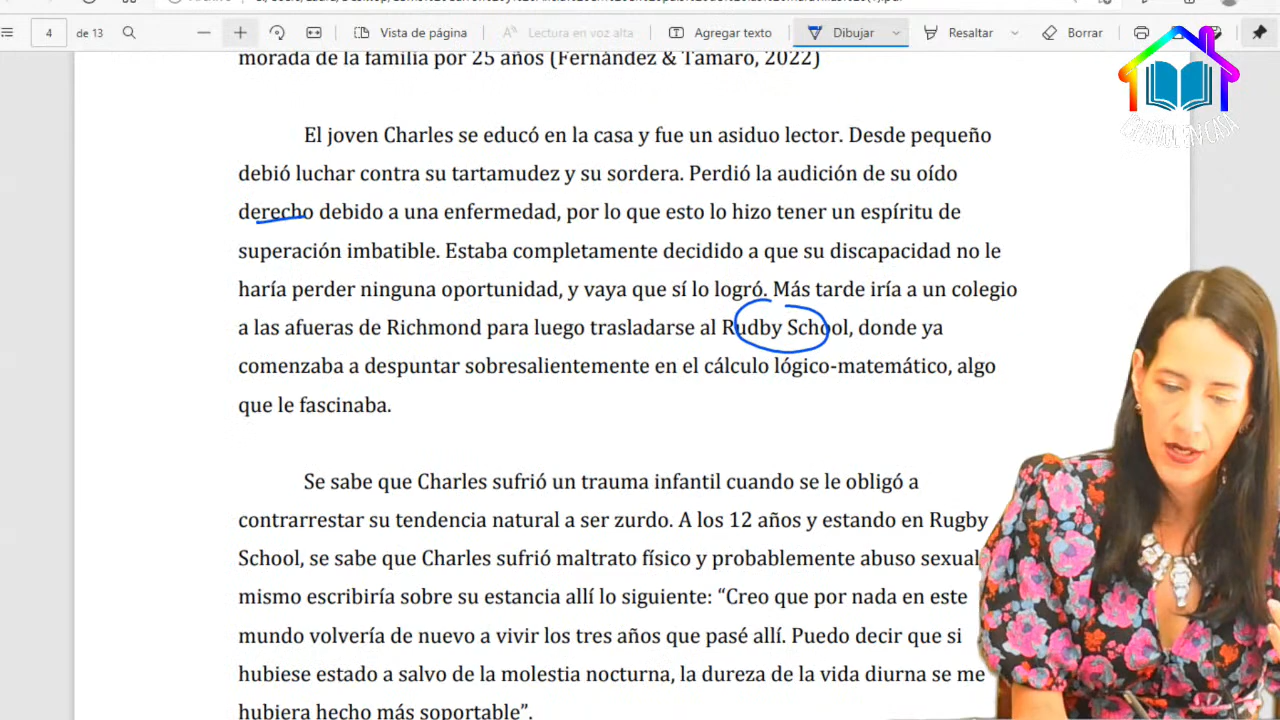 4 de 13
Vista de página
Lectura en voz alta
Agregar texto
Dibujar
Resaltar
Borrar
morada de la familia por 25 años (Fernández & Tamaro, 2022)
El joven Charles se educó en la casa y fue un asiduo lector. Desde pequeño
debió luchar contra su tartamudez y su sordera. Perdió la audición de su oído
derecho debido a una enfermedad, por lo que esto lo hizo tener un espíritu de
superación imbatible. Estaba completamente decidido a que su discapacidad no le
haría perder ninguna oportunidad, y vaya que sí lo logró. Más tarde iría a un colegio
a las afueras de Richmond para luego trasladarse al Rudby School, donde ya
comenzaba a despuntar sobresalientemente en el cálculo lógico-matemático, algo
que le fascinaba.
Se sabe que Charles sufrió un trauma infantil cuando se le obligó a
contrarrestar su tendencia natural a ser zurdo. A los 12 años y estando en Rugby
School, se sabe que Charles sufrió maltrato físico y probablemente abuso sexual
mismo escribiría sobre su estancia allí lo siguiente: “Creo que por nada en este
mundo volvería de nuevo a vivir los tres años que pasé allí. Puedo decir que si
hubiese estado a salvo de la molestia nocturna, la dureza de la vida diurna se me
hubiera hecho más soportable”.